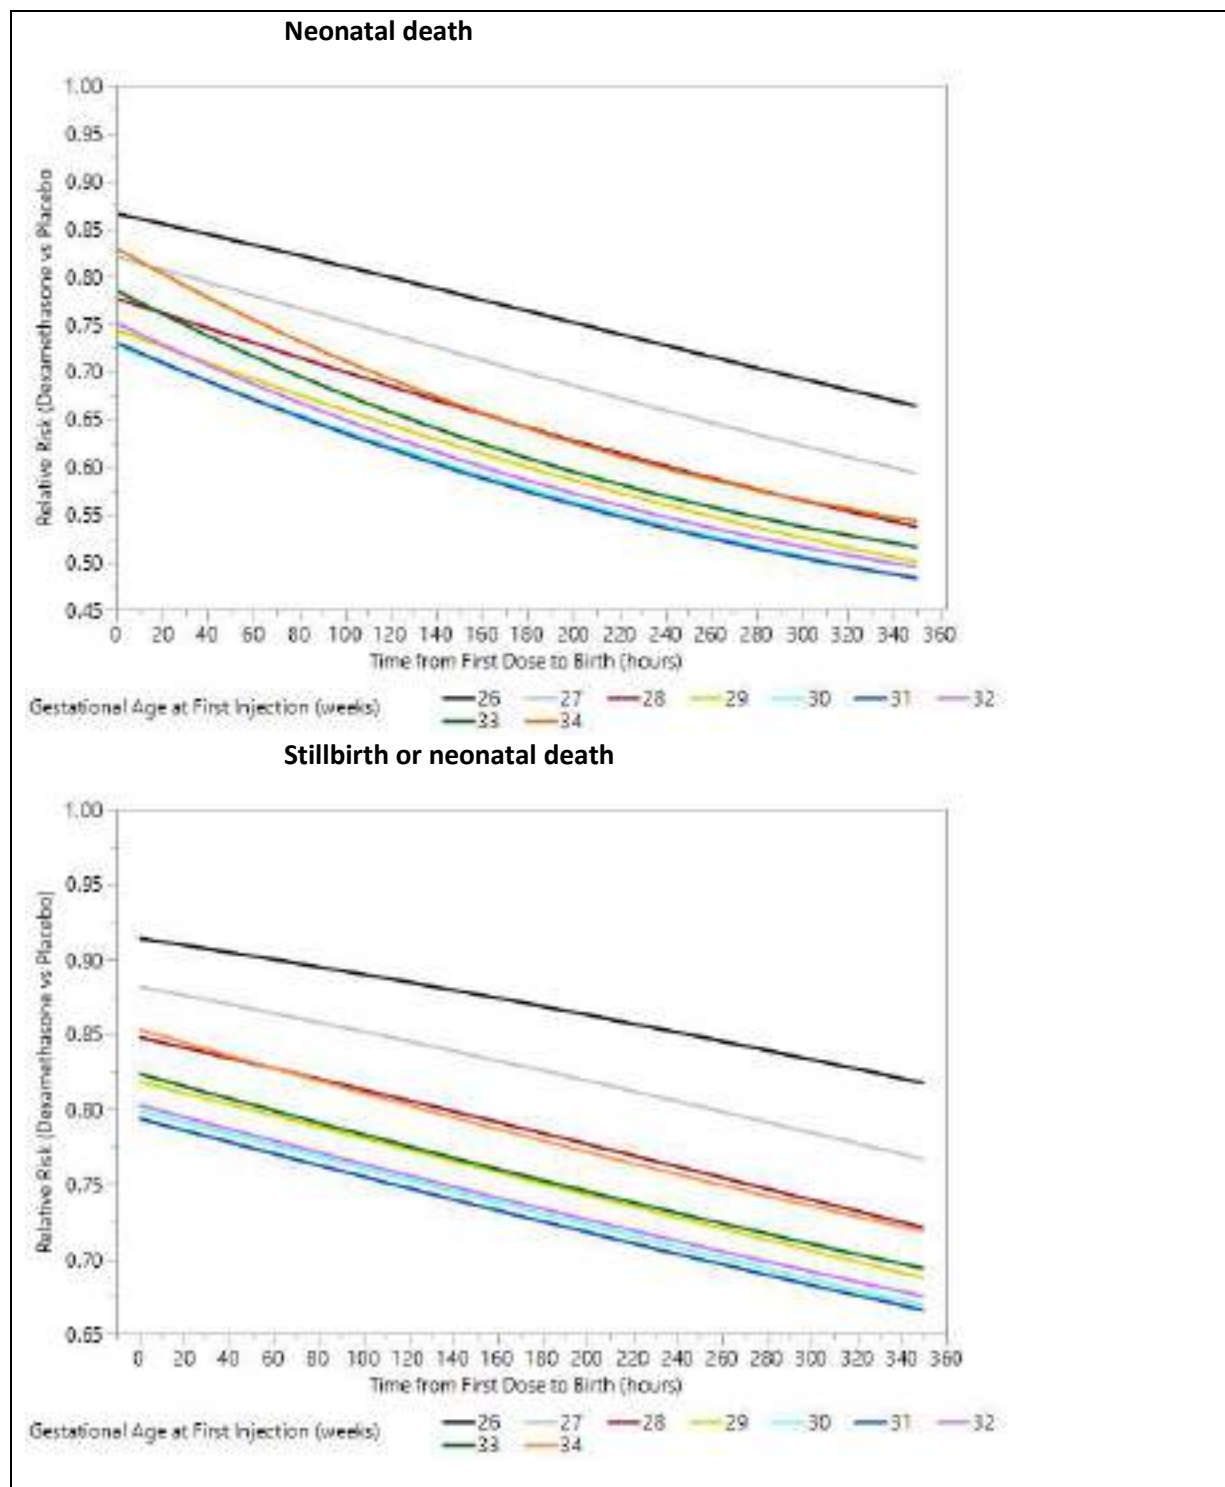 Neonatal death
1.00
0.95
0.90
0.85
0.80
0.75
0.70
0.65
0.60
0.55
0.50
0.45
Relative Risk (Dexamethasone vs Placebo
0 20 40 60 80 100 120 140 160 180 200 220 240 260 280 300 320 340 360
Time from First Dose to Birth (hours)
Gestational Age at First Injection (weeks) 26 27 28 29 30 31 32
33 34
Stillbirth or neonatal death
1.00
0.95
0.90
0.85
0.80
0.75
0.70
0.65
Relative Risk (Dexamethasone vs Placebo)
0 20 40 60 80 100 120 140 160 180 200 220 240 260 280 300 320 340 360
Time from First Dose to Birth (hours)
Gestational Age at First Injection (weeks) 26 27 28 29 30 31 32
33 34